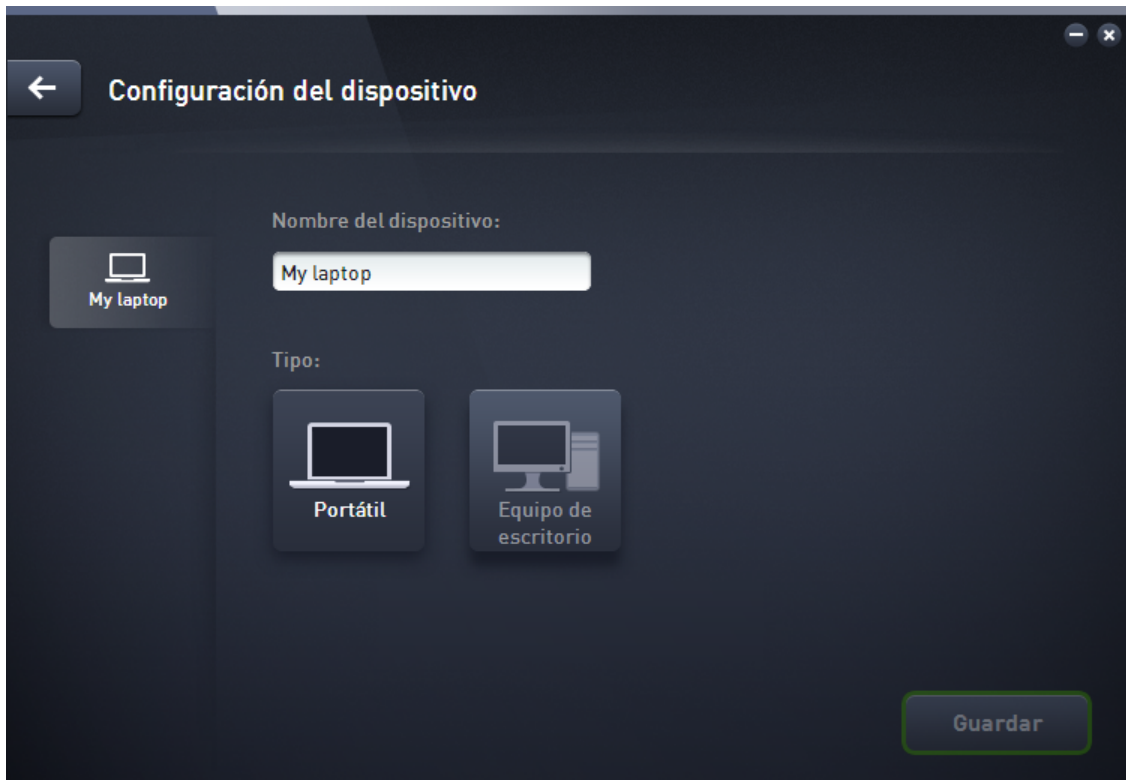 Configuración del dispositivo
My laptop
Nombre del dispositivo:
My laptop
Tipo:
Portátil
Equipo de
escritorio
Guardar